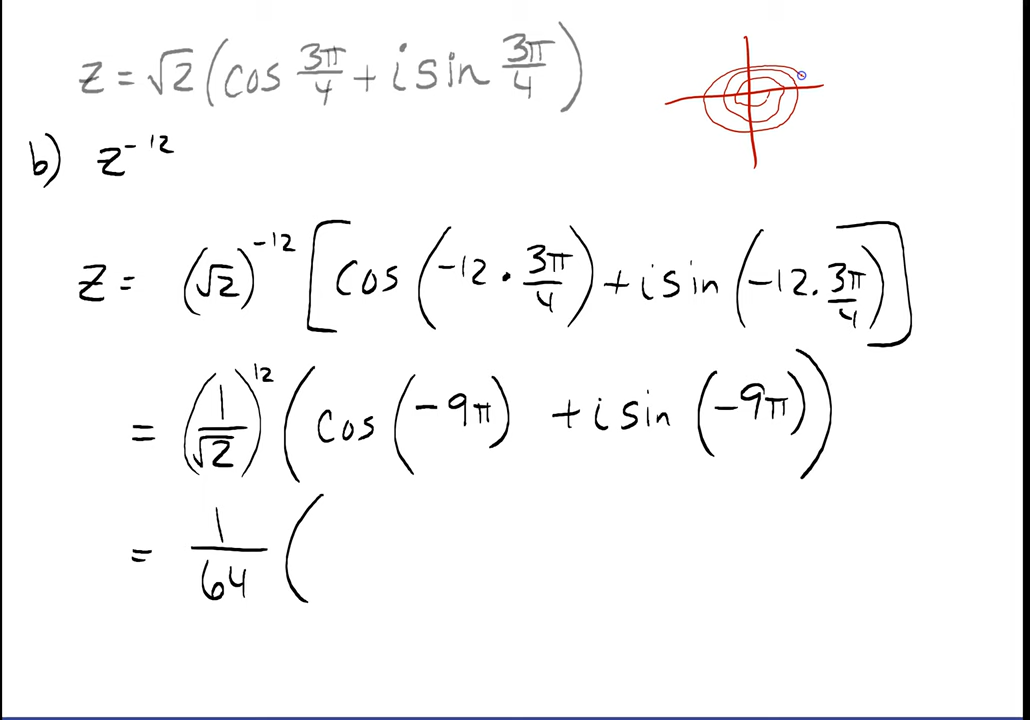 z = √2 (cos 3π/4 + i sin 3π/4)
b) z⁻¹²
z = (√2)⁻¹² [cos (−12 · 3π/4) + i sin (−12 · 3π/4)]
= (1/√2)¹² (cos (−9π) + i sin (−9π))
= 1/64 (